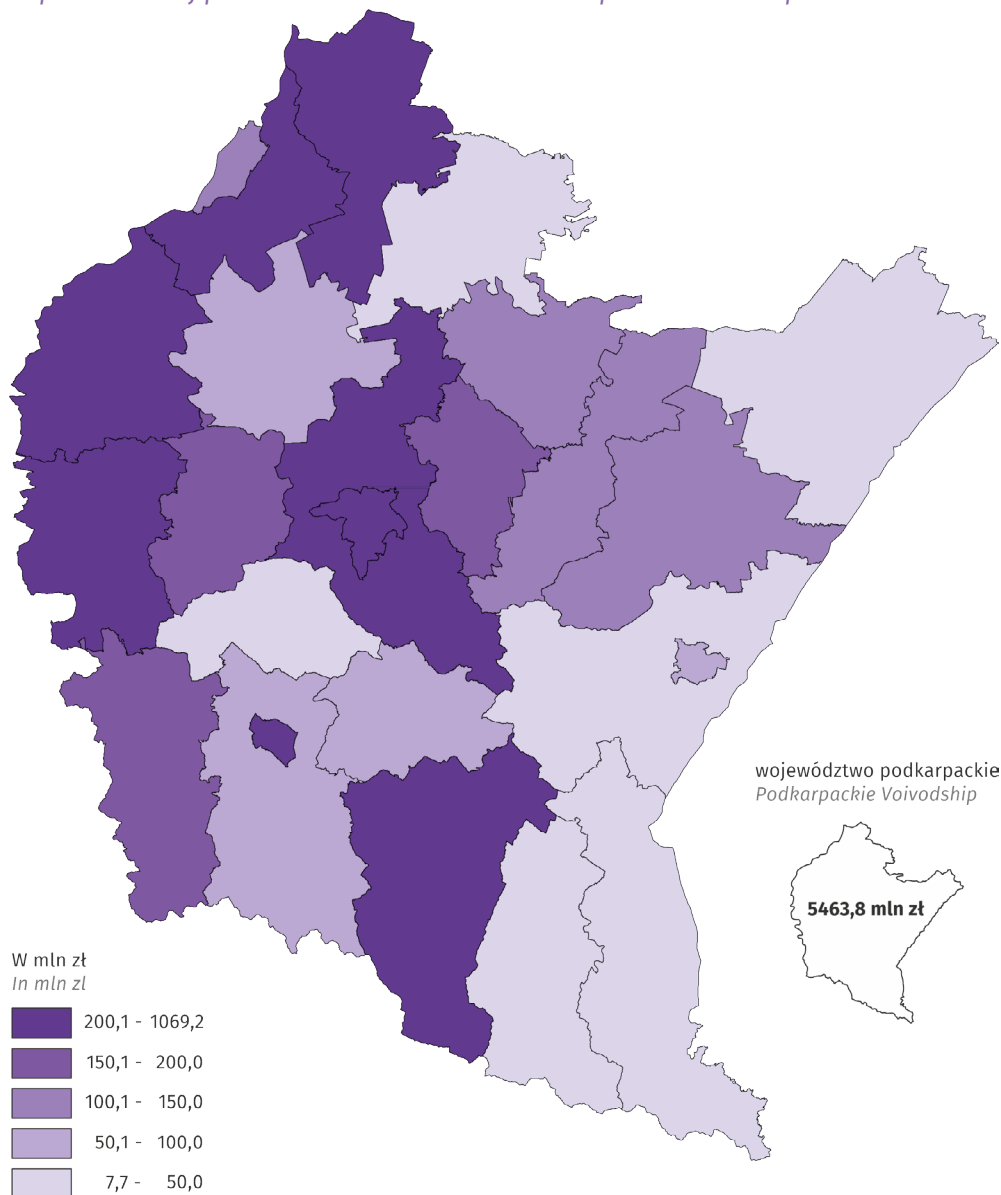 województwo podkarpackie
Podkarpackie Voivodship
5463,8 mln zł
W mln zł
In mln zl
200,1 - 1069,2
150,1 - 200,0
100,1 - 150,0
50,1 - 100,0
7,7 - 50,0